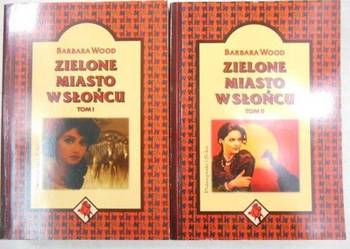 BARBARA WOOD
ZIELONE
MIASTO
W SŁOŃCU
TOM I
BARBARA WOOD
ZIELONE
MIASTO
W SŁOŃCU
TOM II